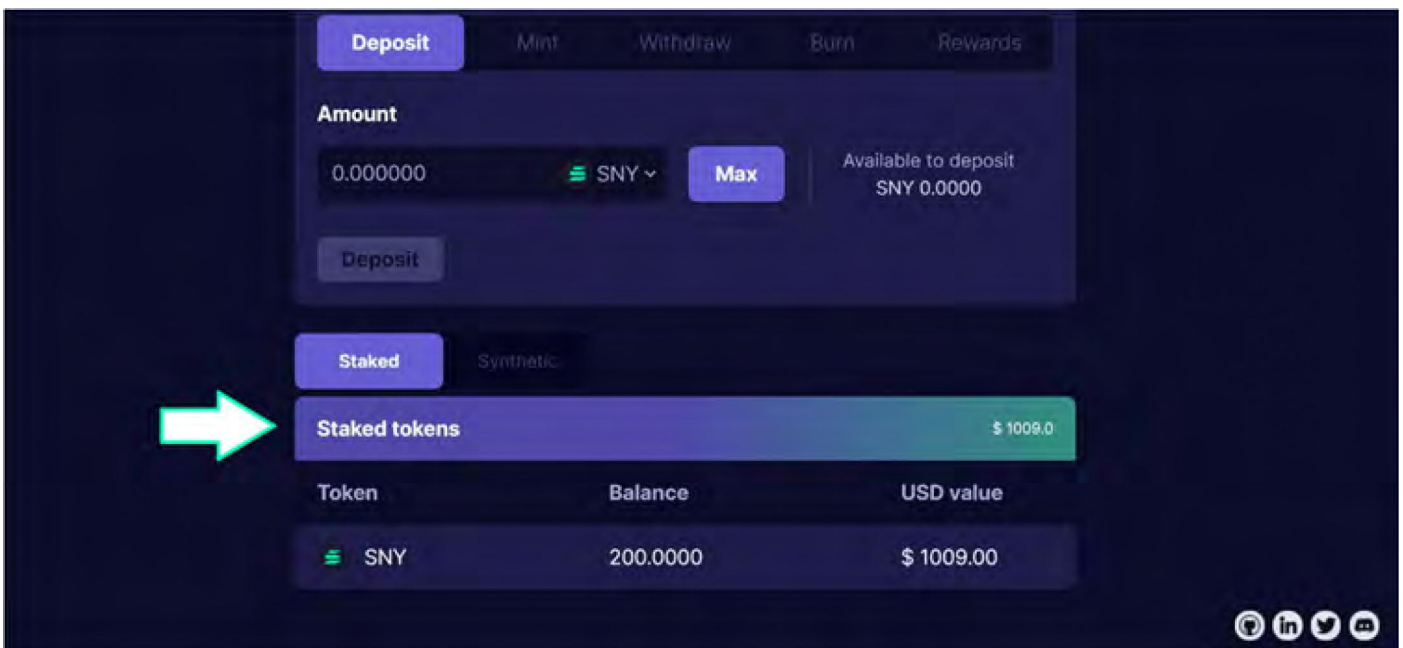 Deposit Mint Withdraw Burn Rewards
Amount
0.000000 SNY Max Available to deposit
SNY 0.0000
Deposit
Staked Synthetic
Staked tokens $ 1009.0
Token Balance USD value
SNY 200.0000 $ 1009.00
in